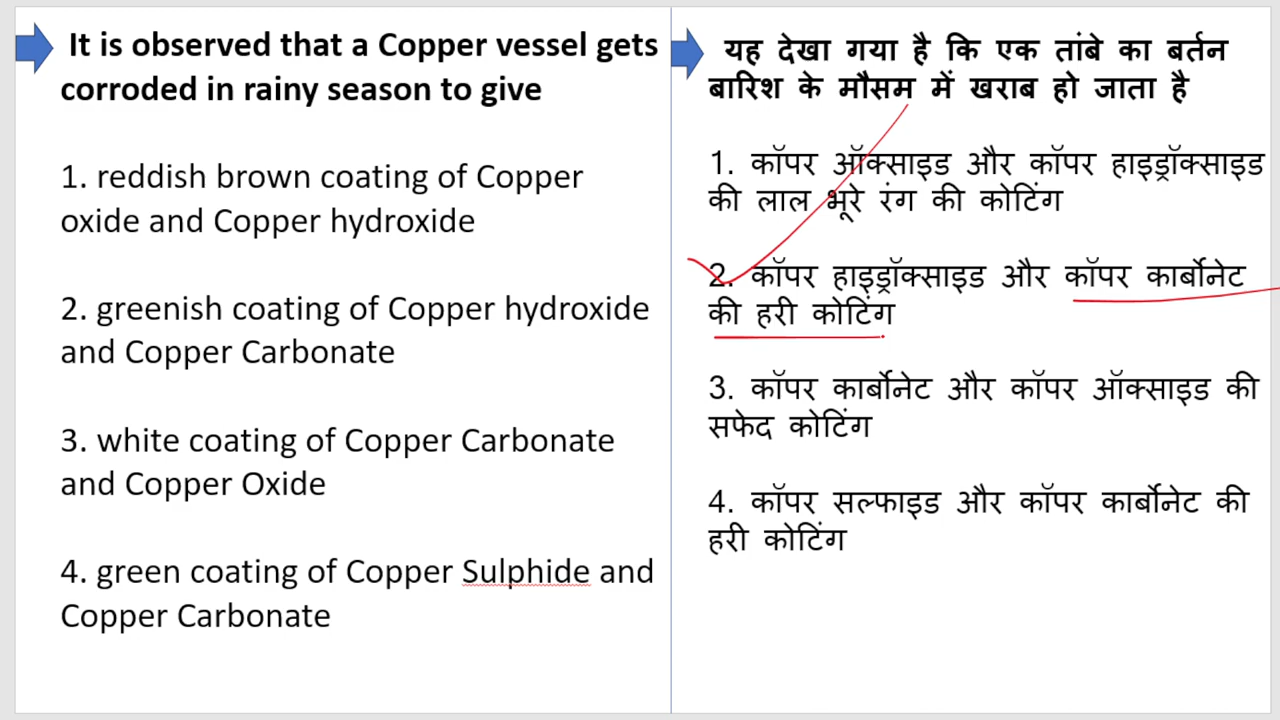 It is observed that a Copper vessel gets
corroded in rainy season to give
1. reddish brown coating of Copper
oxide and Copper hydroxide
2. greenish coating of Copper hydroxide
and Copper Carbonate
3. white coating of Copper Carbonate
and Copper Oxide
4. green coating of Copper Sulphide and
Copper Carbonate
यह देखा गया है कि एक तांबे का बर्तन
बारिश के मौसम में खराब हो जाता है
1. कॉपर ऑक्साइड और कॉपर हाइड्रॉक्साइड
की लाल भूरे रंग की कोटिंग
2. कॉपर हाइड्रॉक्साइड और कॉपर कार्बोनेट
की हरी कोटिंग
3. कॉपर कार्बोनेट और कॉपर ऑक्साइड की
सफेद कोटिंग
4. कॉपर सल्फाइड और कॉपर कार्बोनेट की
हरी कोटिंग